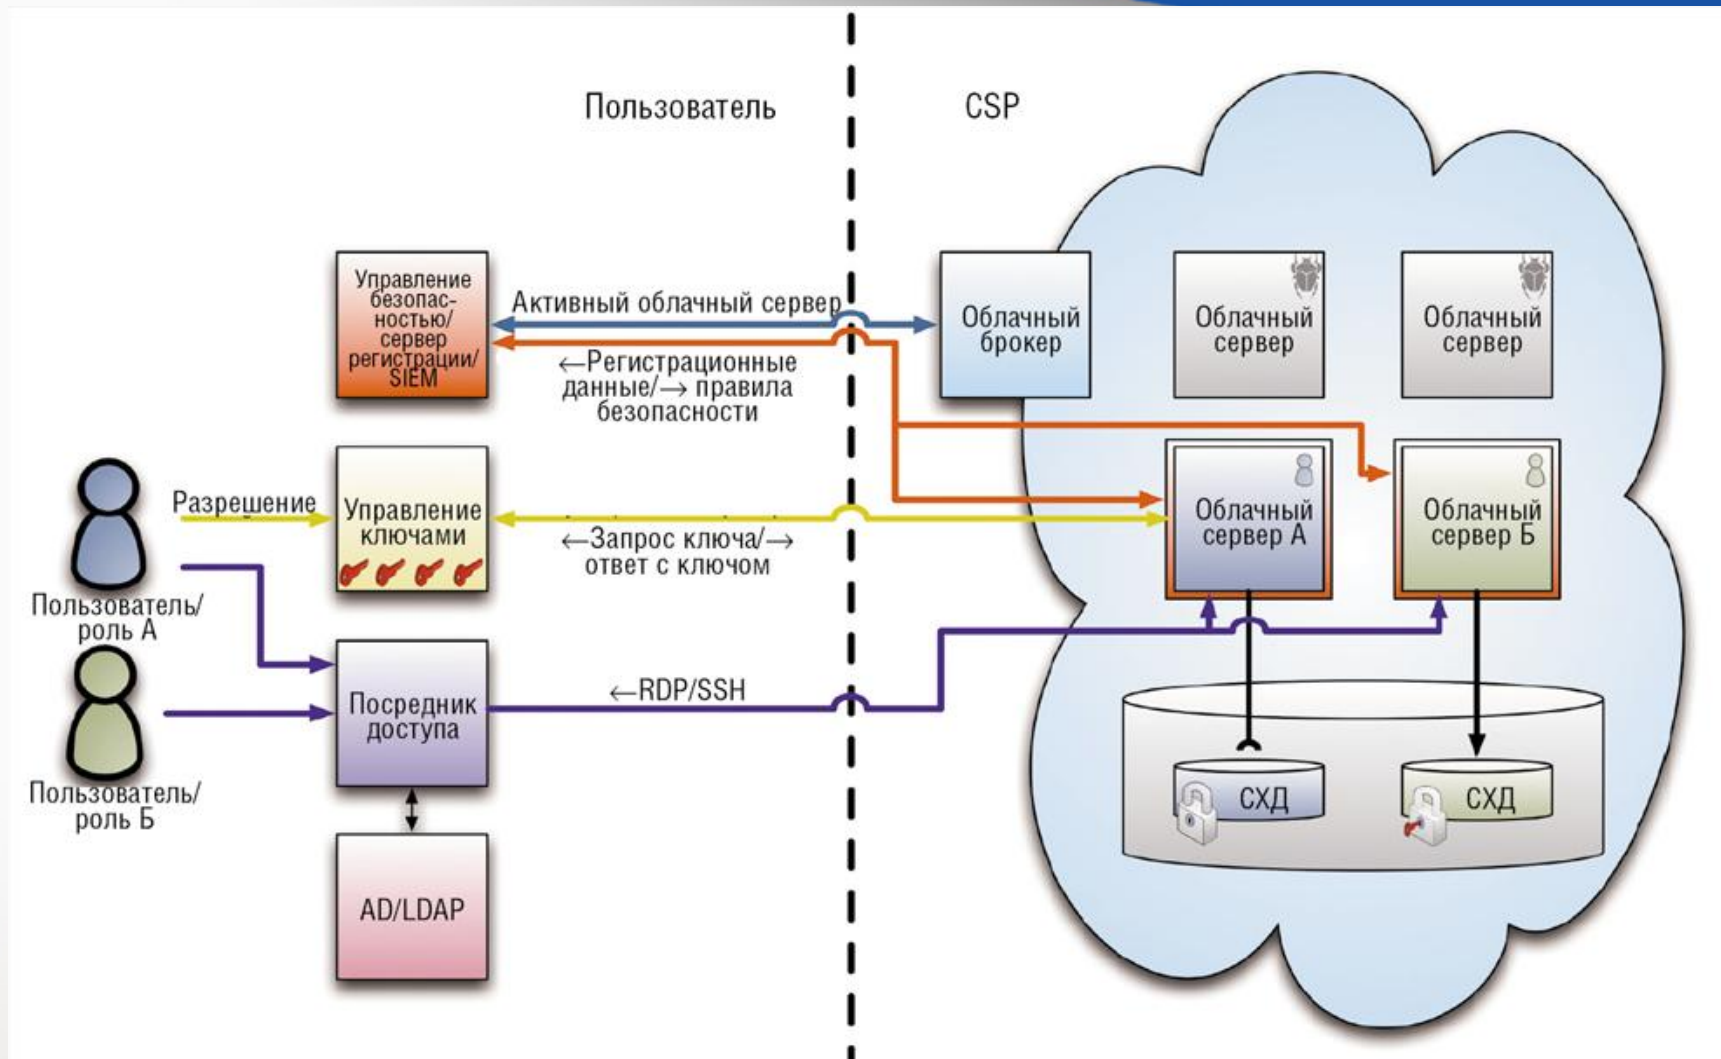 Пользователь
CSP
Управление
безопас-
ностью/
сервер
регистрации/
SIEM
Активный облачный сервер
←Регистрационные
данные/→ правила
безопасности
Облачный
брокер
Облачный
сервер
Облачный
сервер
Разрешение
Управление
ключами
←Запрос ключа/→
ответ с ключом
Облачный
сервер А
Облачный
сервер Б
Пользователь/
роль А
Посредник
доступа
←RDP/SSH
Пользователь/
роль Б
СХД
СХД
AD/LDAP